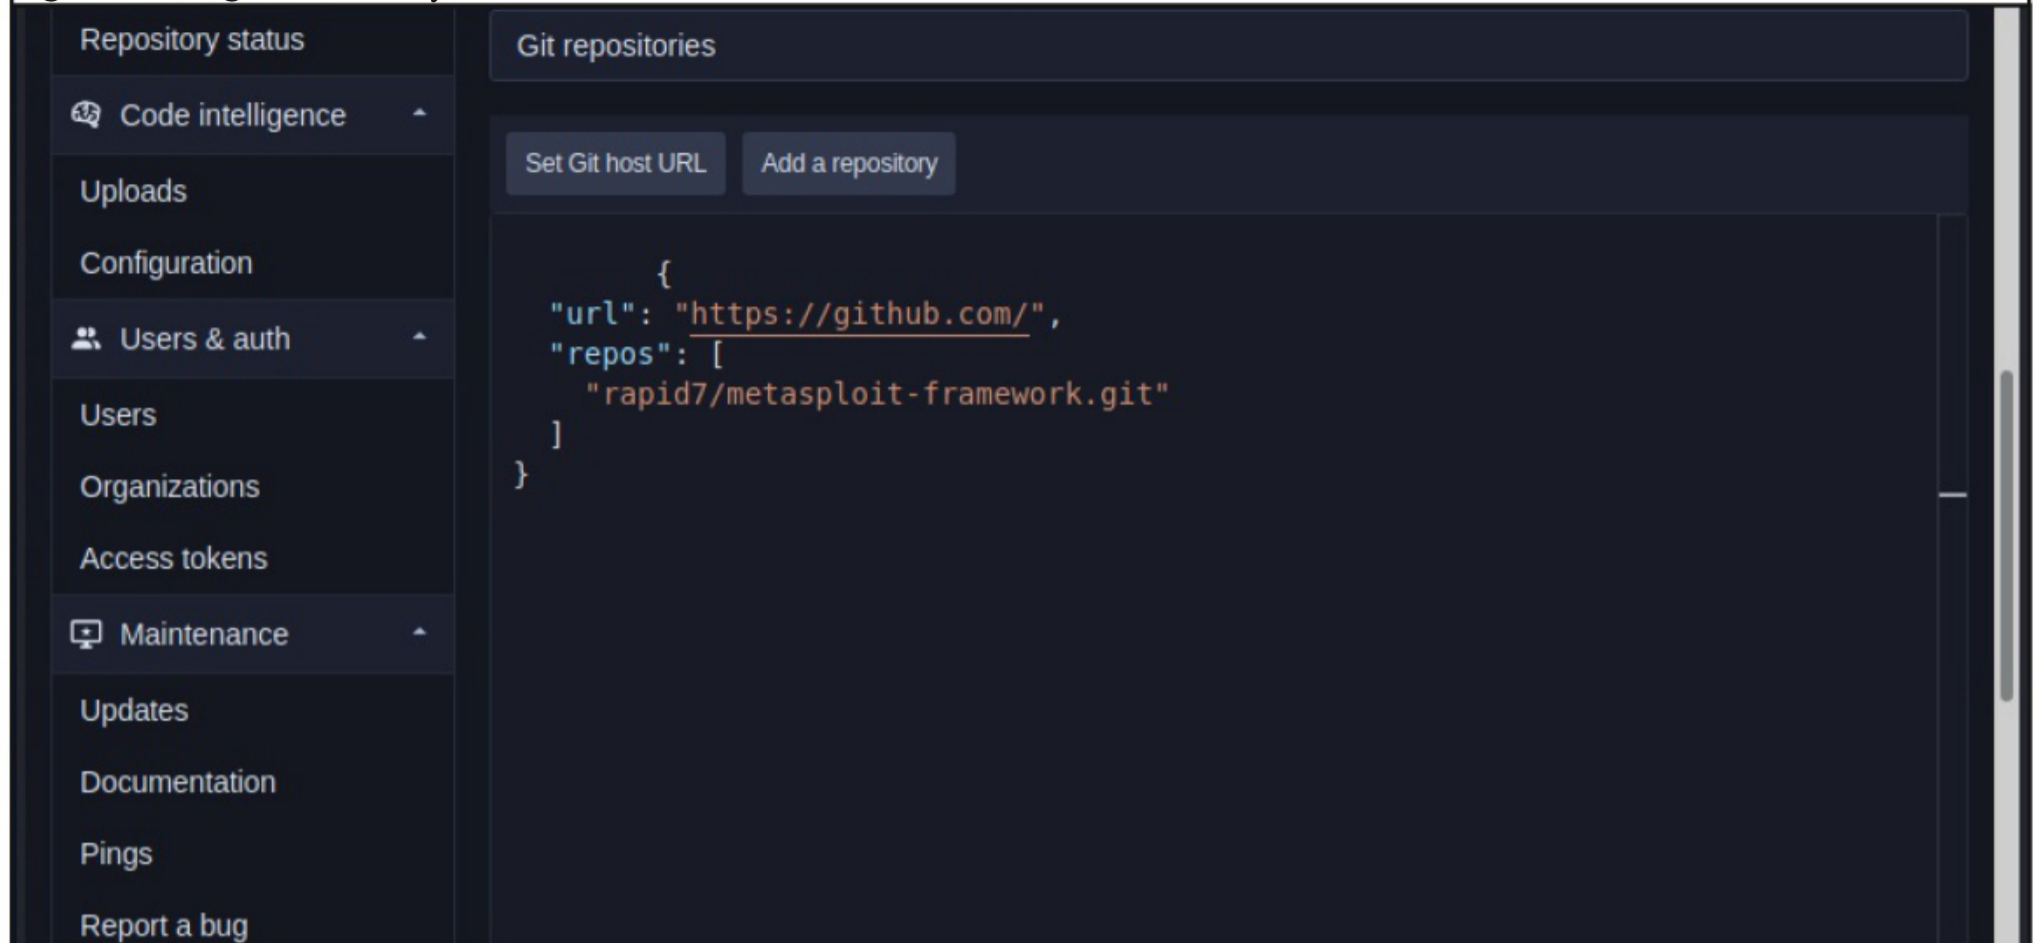 Repository status
Code intelligence
Uploads
Configuration
Users & auth
Users
Organizations
Access tokens
Maintenance
Updates
Documentation
Pings
Report a bug
Git repositories
Set Git host URL
Add a repository
{
"url": "https://github.com/",
"repos": [
"rapid7/metasploit-framework.git"
]
}